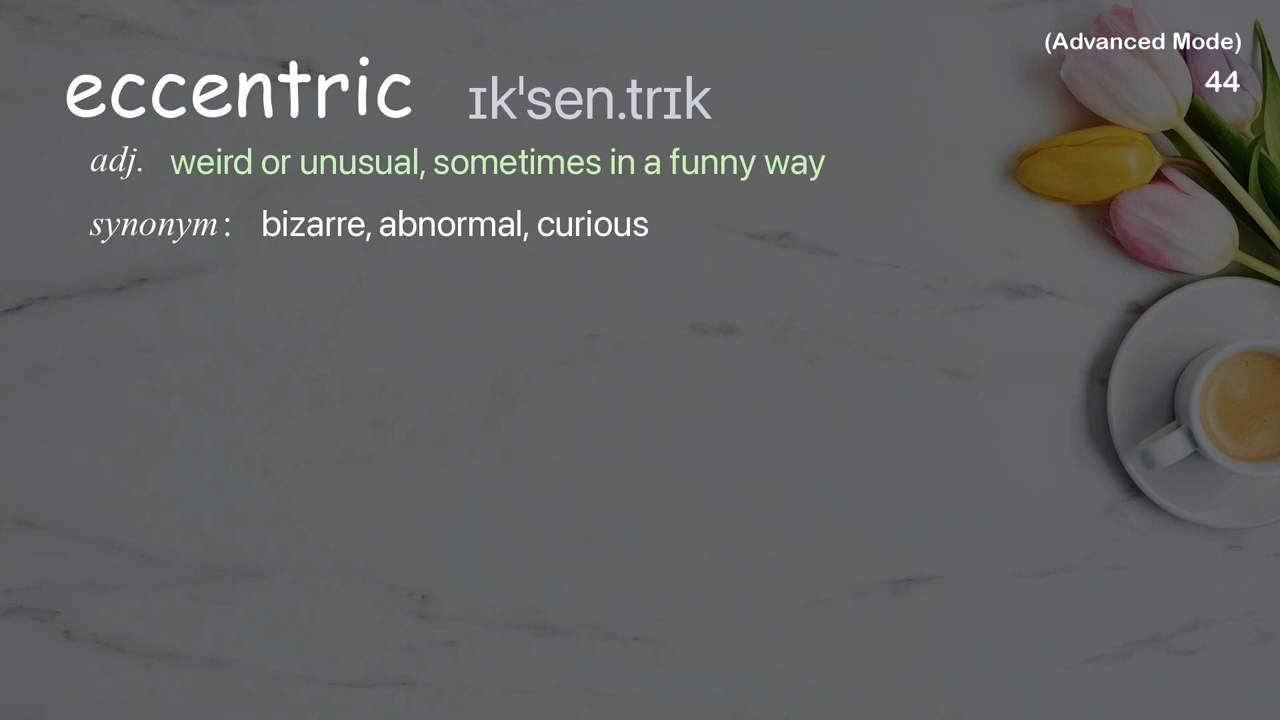 (Advanced Mode)
44
eccentric ɪkˈsen.trɪk
adj. weird or unusual, sometimes in a funny way
synonym: bizarre, abnormal, curious